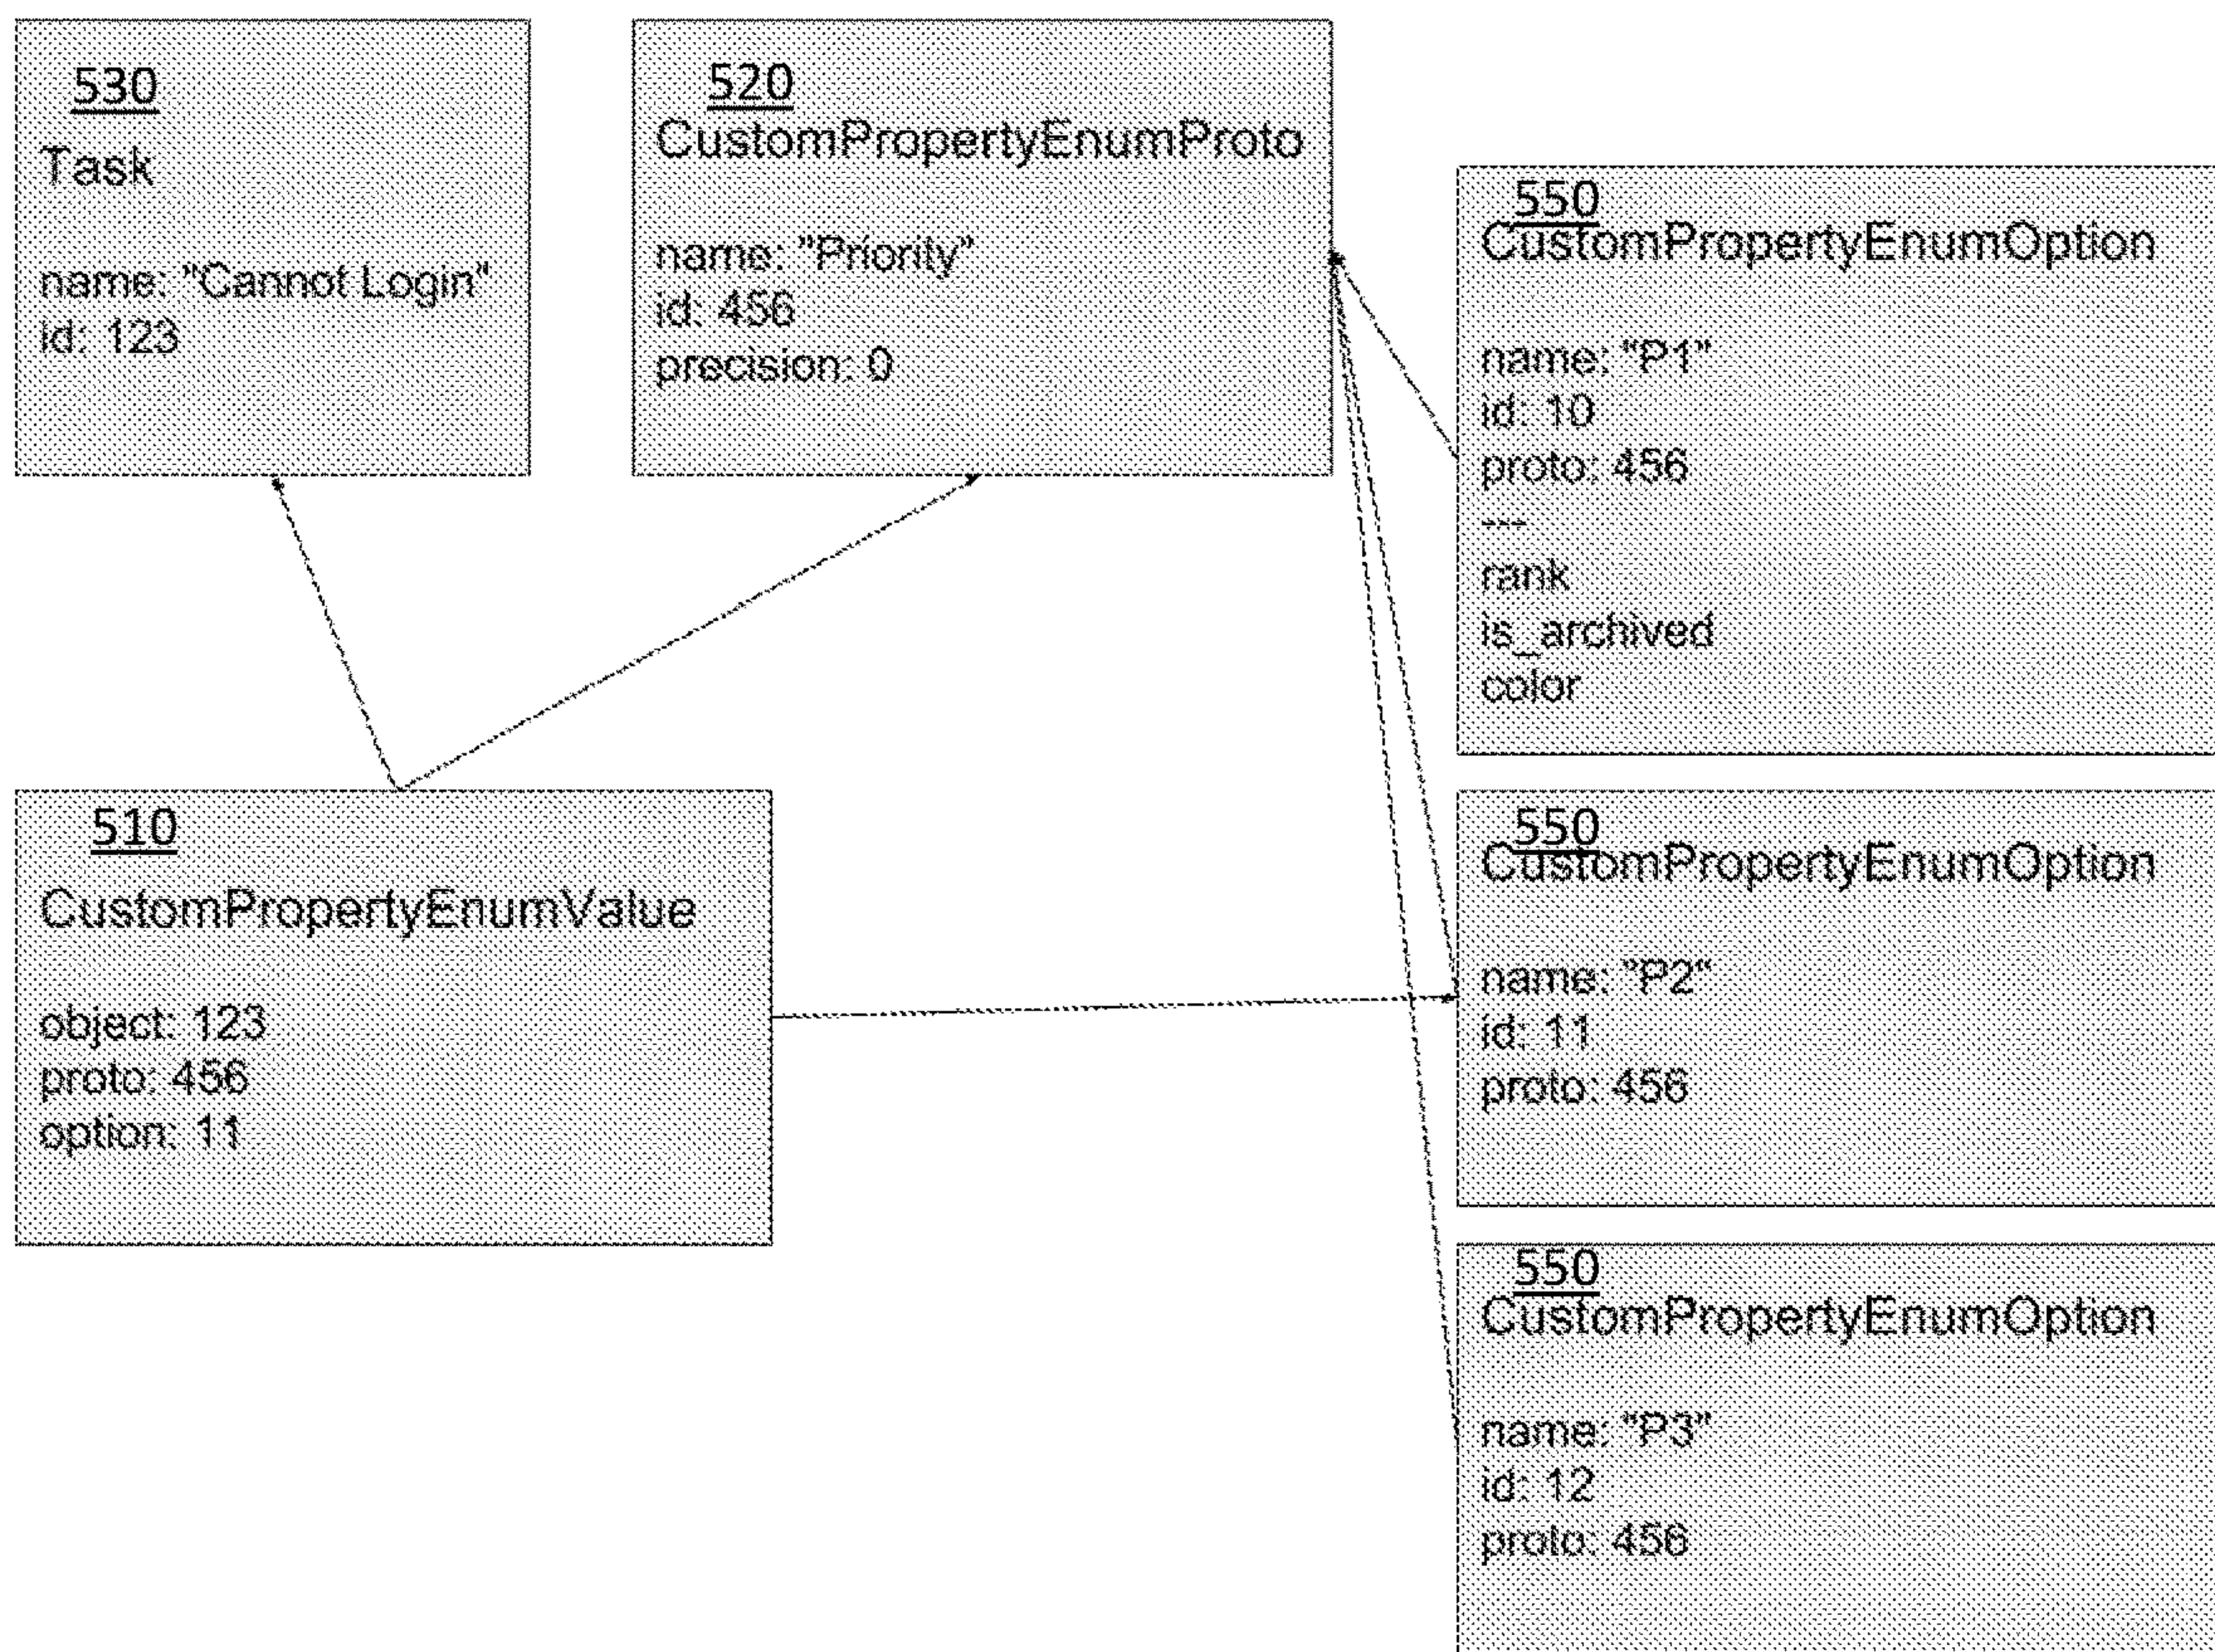 530
Task
name: "Cannot Login"
id: 123
520
CustomPropertyEnumProto
name: "Priority"
id: 456
precision: 0
550
CustomPropertyEnumOption
name: "P1"
id: 10
proto: 456
---
rank
is_archived
color
510
CustomPropertyEnumValue
object: 123
proto: 456
option: 11
550
CustomPropertyEnumOption
name: "P2"
id: 11
proto: 456
550
CustomPropertyEnumOption
name: "P3"
id: 12
proto: 456